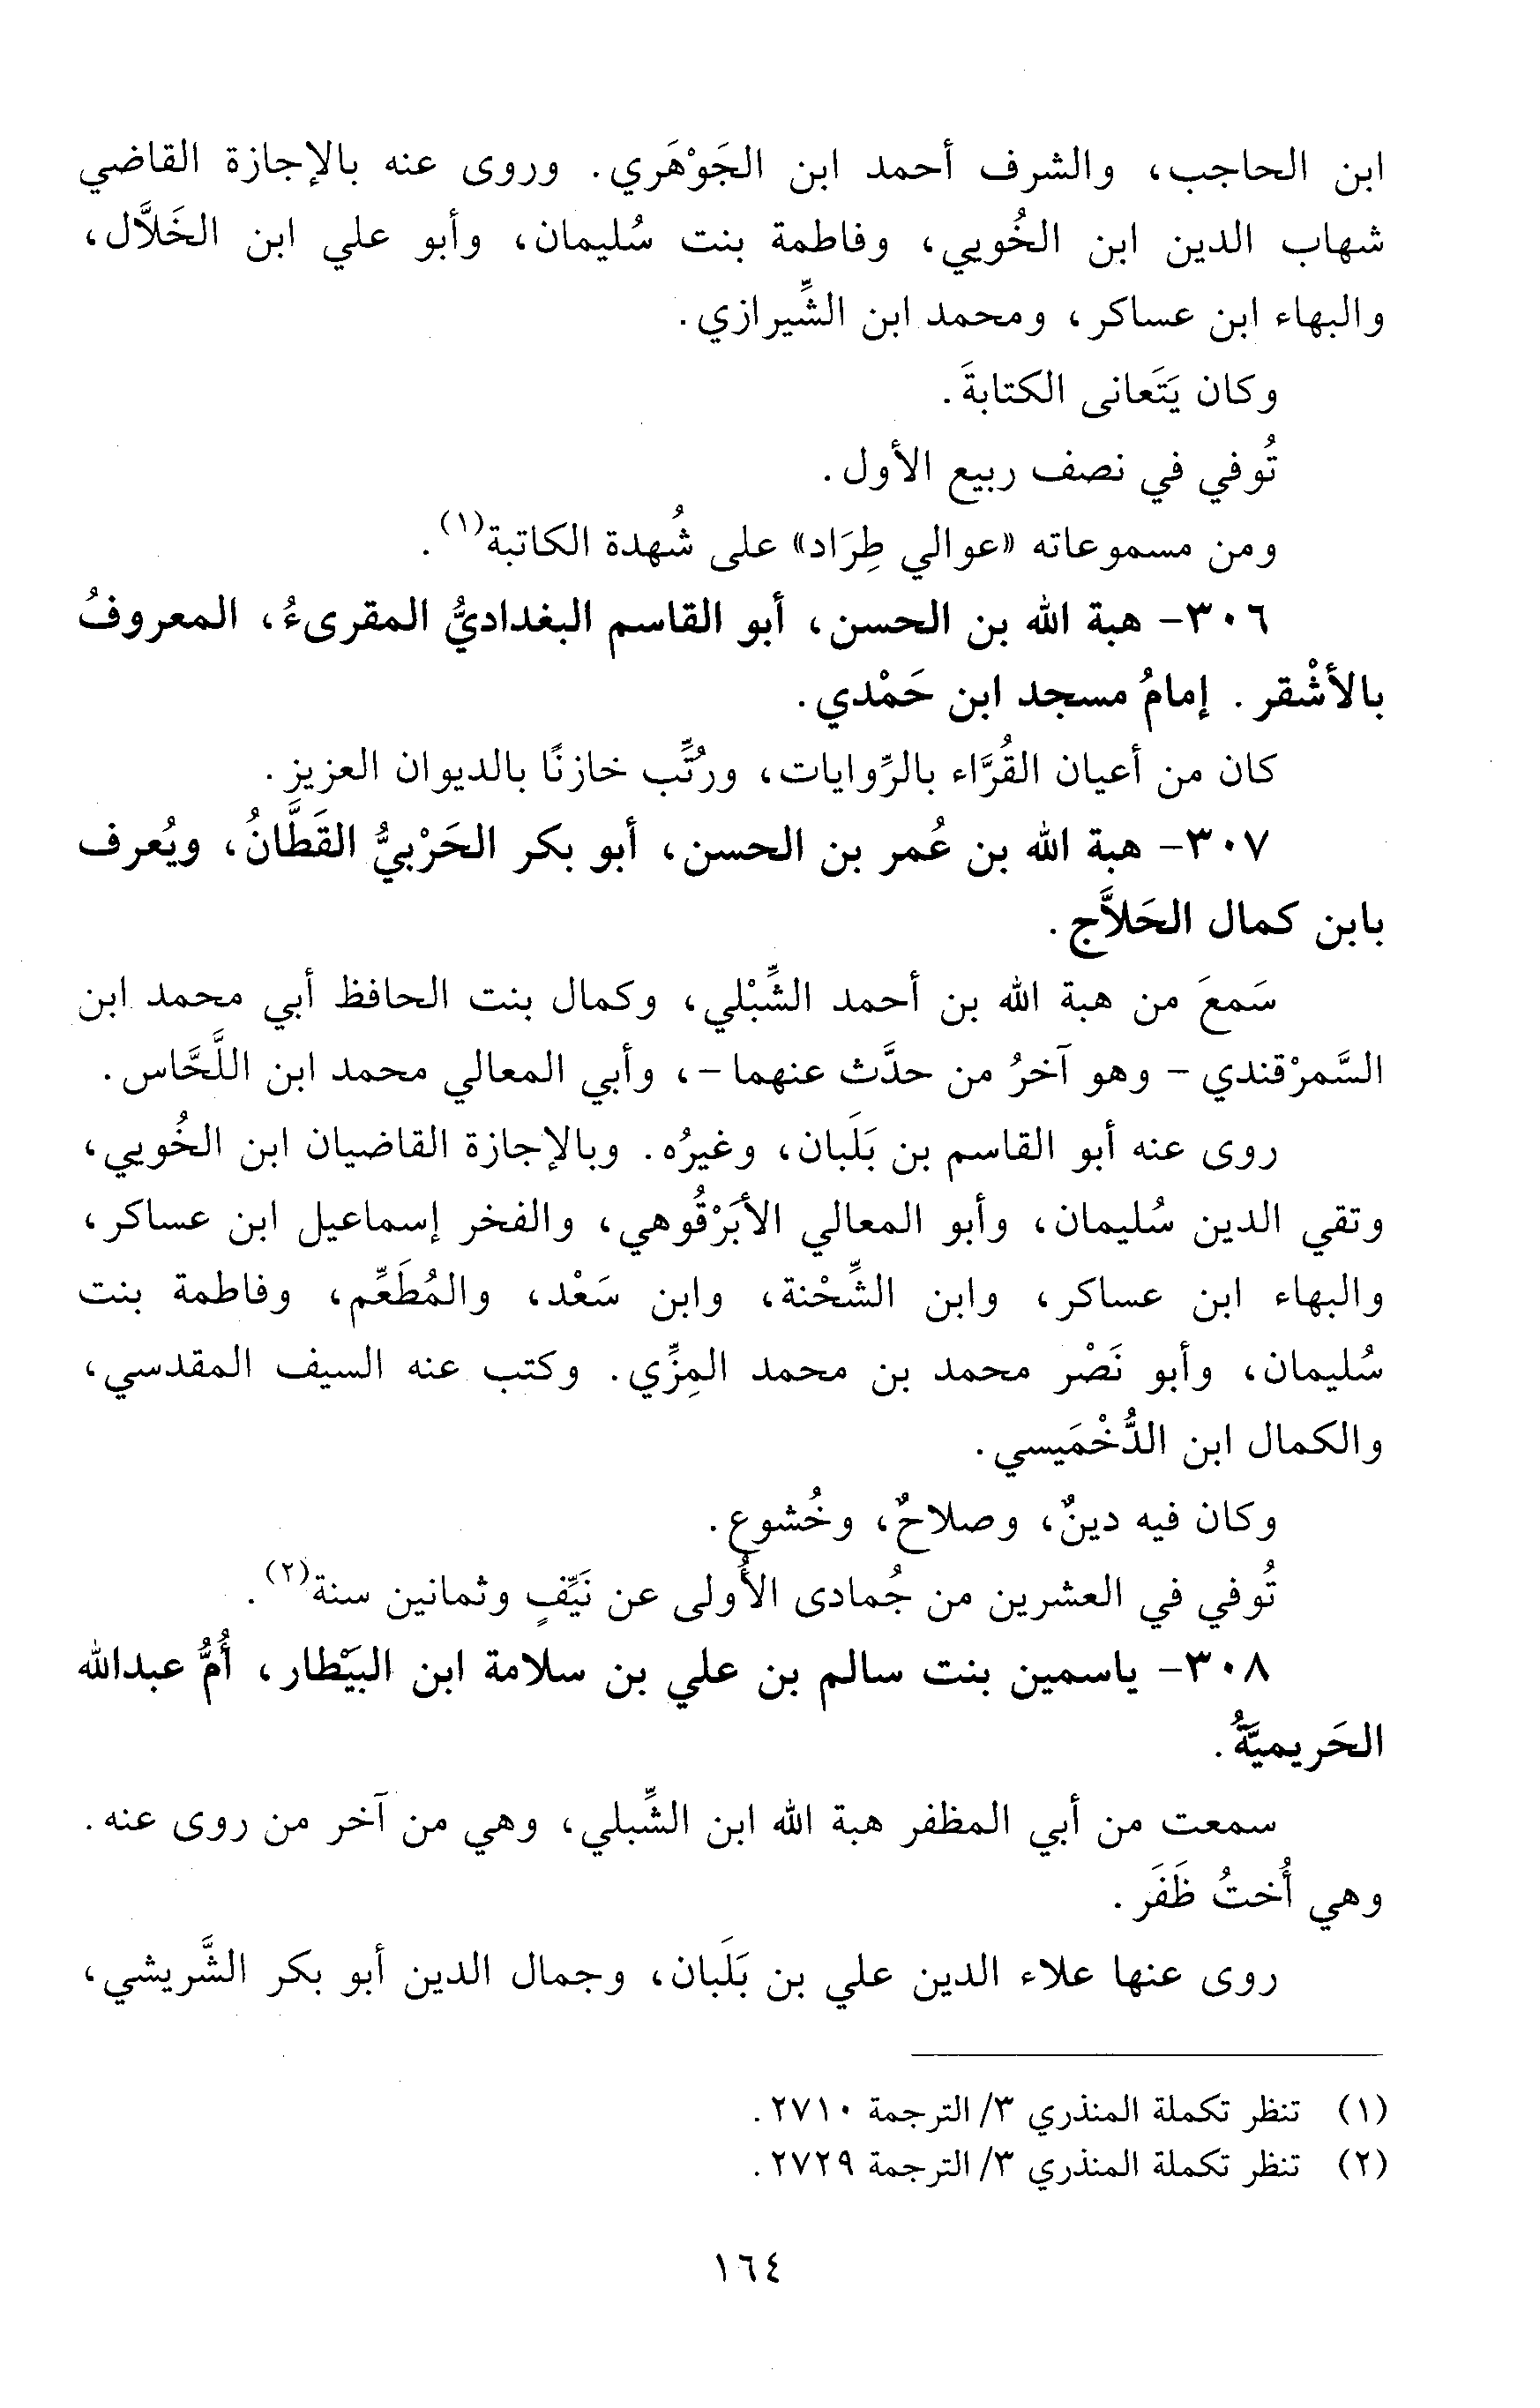 ابن الحاجب، والشرف أحمد ابن الجَوْهَري. وروى عنه بالإجازة القاضي
شهاب الدين ابن الخُويي، وفاطمة بنت سُليمان، وأبو علي ابن الخَلاَّل،
والبهاء ابن عساكر، ومحمد ابن الشِّيرازي.
وكان يَتَعانى الكتابةَ.
تُوفي في نصف ربيع الأول.
ومن مسموعاته «عوالي طِرَاد» على شُهدة الكاتبة(١).
٣٠٦- هبة الله بن الحسن، أبو القاسم البغداديُّ المقرىءُ، المعروفُ
بالأشْقر. إمامُ مسجد ابن حَمْدي.
كان من أعيان القُرَّاء بالرِّوايات، ورُتِّب خازنًا بالديوان العزيز.
٣٠٧- هبة الله بن عُمر بن الحسن، أبو بكر الحَرْبيُّ القَطَّانُ، ويُعرف
بابن كمال الحَلاَّج.
سَمعَ من هبة الله بن أحمد الشِّبْلي، وكمال بنت الحافظ أبي محمد ابن
السَّمرْقندي - وهو آخرُ من حدَّث عنهما -، وأبي المعالي محمد ابن اللَّحَّاس.
روى عنه أبو القاسم بن بَلَبان، وغيرُه. وبالإجازة القاضيان ابن الخُويي،
وتقي الدين سُليمان، وأبو المعالي الأبَرْقُوهي، والفخر إسماعيل ابن عساكر،
والبهاء ابن عساكر، وابن الشِّحْنة، وابن سَعْد، والمُطَعِّم، وفاطمة بنت
سُليمان، وأبو نَصْر محمد بن محمد المِزِّي. وكتب عنه السيف المقدسي،
والكمال ابن الدُّخْمَيسي.
وكان فيه دينٌ، وصلاحٌ، وخُشوع.
تُوفي في العشرين من جُمادى الأُولى عن نَيِّفٍ وثمانين سنة(٢).
٣٠٨- ياسمين بنت سالم بن علي بن سلامة ابن البَيْطار، أُمُّ عبدالله
الحَريميَّةُ.
سمعت من أبي المظفر هبة الله ابن الشِّبلي، وهي من آخر من روى عنه.
وهي أُختُ ظَفَر.
روى عنها علاء الدين علي بن بَلَبان، وجمال الدين أبو بكر الشَّريشي،
(١) تنظر تكملة المنذري ٣/ الترجمة ٢٧١٠.
(٢) تنظر تكملة المنذري ٣/ الترجمة ٢٧٢٩.
١٦٤